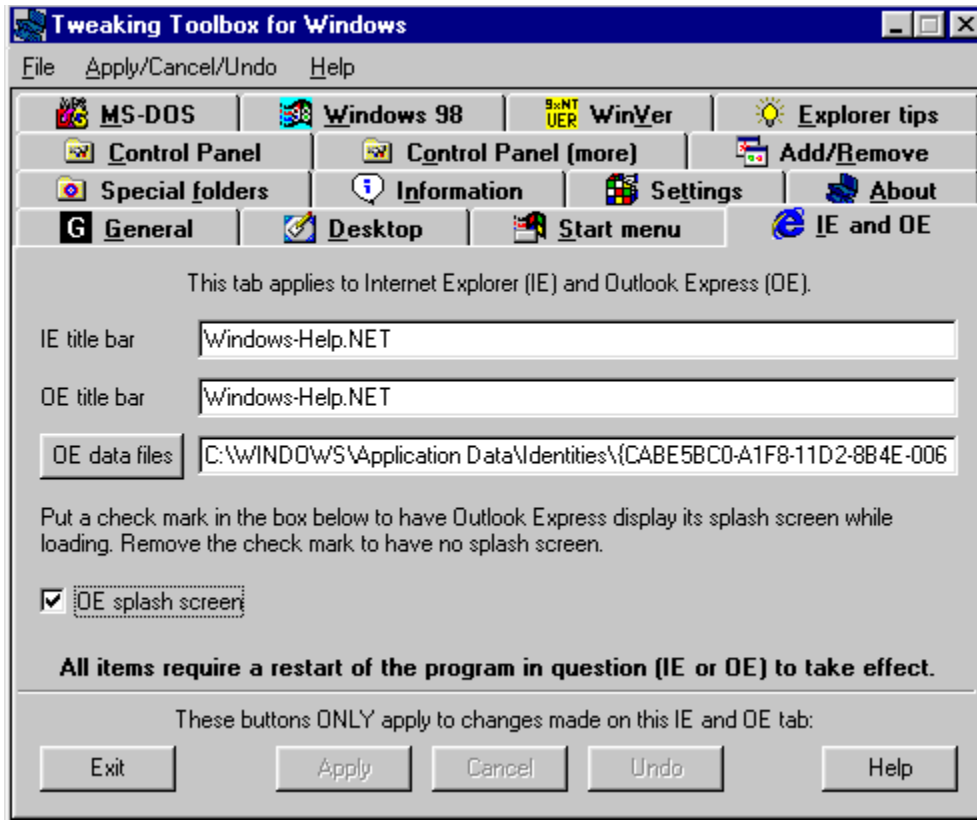 Tweaking Toolbox for Windows
File Apply/Cancel/Undo Help
MS-DOS Windows 98 9xNT VER WinVer Explorer tips
Control Panel Control Panel (more) Add/Remove
Special folders Information Settings About
G General Desktop Start menu IE and OE
This tab applies to Internet Explorer (IE) and Outlook Express (OE).
IE title bar Windows-Help.NET
OE title bar Windows-Help.NET
OE data files C:\WINDOWS\Application Data\Identities\{CABE5BC0-A1F8-11D2-8B4E-006
Put a check mark in the box below to have Outlook Express display its splash screen while
loading. Remove the check mark to have no splash screen.
OE splash screen
All items require a restart of the program in question (IE or OE) to take effect.
These buttons ONLY apply to changes made on this IE and OE tab:
Exit Apply Cancel Undo Help